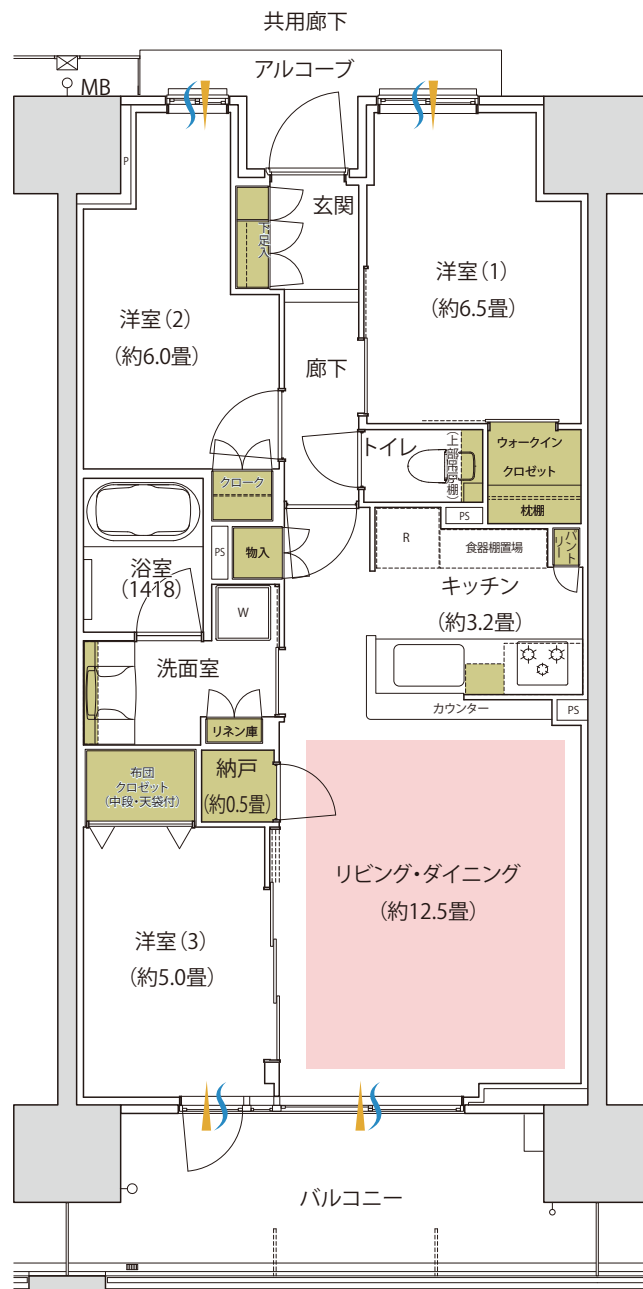 共用廊下
アルコーブ
MB
P
玄関
下足入
洋室(1)
(約6.5畳)
洋室(2)
(約6.0畳)
廊下
トイレ
(上部吊戸棚)
ウォークイン
クロゼット
枕棚
クローク
PS
R
食器棚置場
パントリー
物入
PS
浴室
(1418)
キッチン
(約3.2畳)
W
洗面室
カウンター
PS
リネン庫
布団
クロゼット
(中段・天袋付)
納戸
(約0.5畳)
リビング・ダイニング
(約12.5畳)
洋室(3)
(約5.0畳)
バルコニー